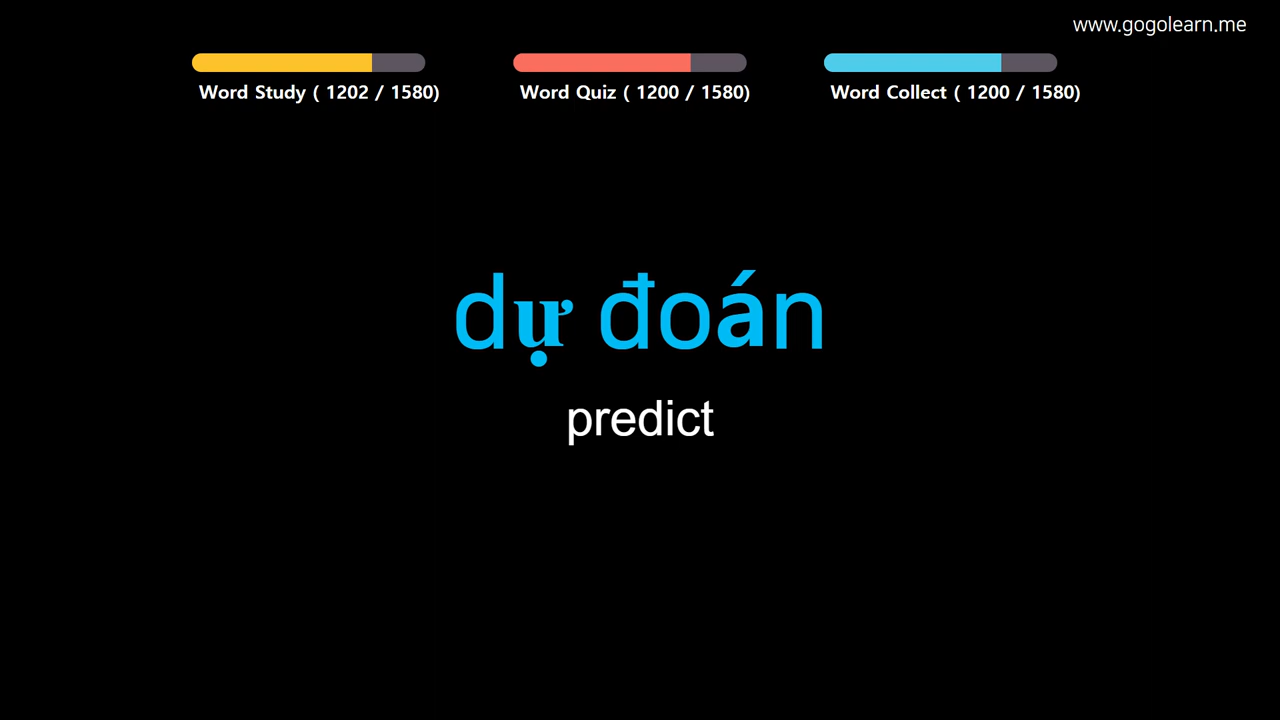 www.gogolearn.me
Word Study ( 1202 / 1580)
Word Quiz ( 1200 / 1580)
Word Collect ( 1200 / 1580)
dự đoán
predict